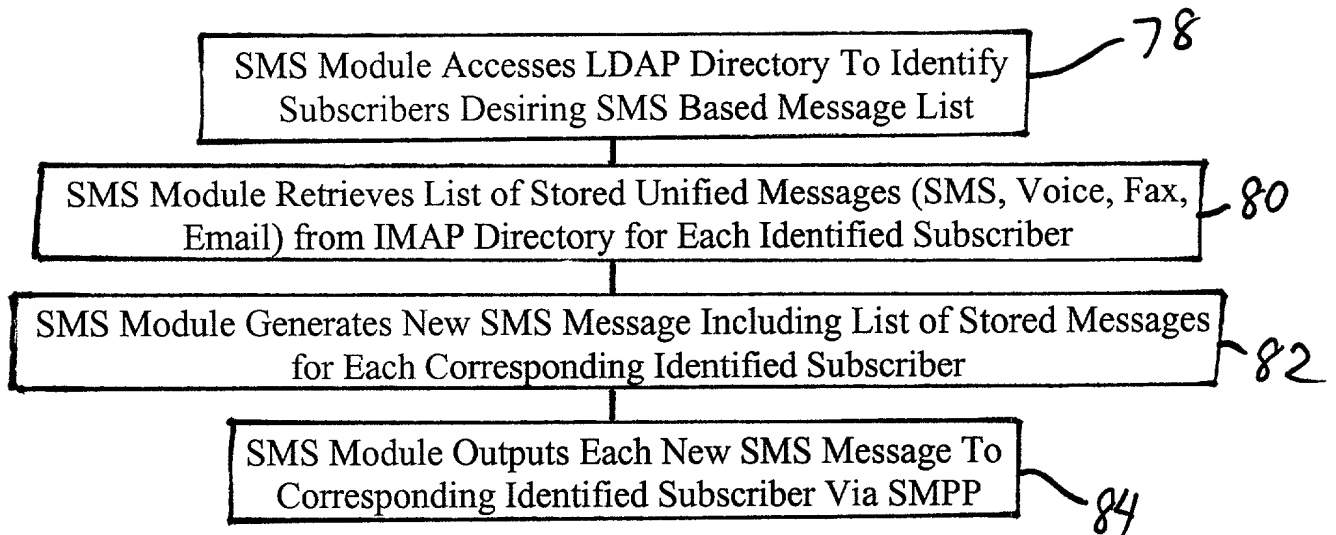 SMS Module Accesses LDAP Directory To Identify
Subscribers Desiring SMS Based Message List
78
SMS Module Retrieves List of Stored Unified Messages (SMS, Voice, Fax,
Email) from IMAP Directory for Each Identified Subscriber
80
SMS Module Generates New SMS Message Including List of Stored Messages
for Each Corresponding Identified Subscriber
82
SMS Module Outputs Each New SMS Message To
Corresponding Identified Subscriber Via SMPP
84